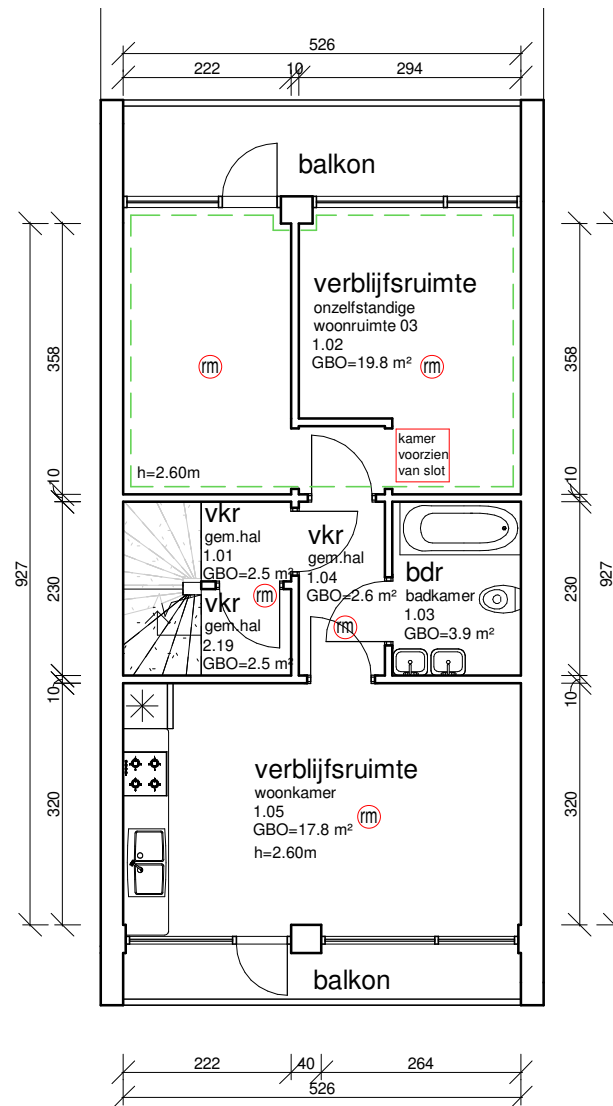 526
222
10
294
balkon
verblijfsruimte
onzelfstandige
woonruimte 03
1.02
GBO=19.8 m²
rm
rm
kamer
voorzien
van slot
h=2.60m
358
10
230
10
320
927
358
10
230
10
320
927
vkr
gem.hal
1.01
GBO=2.5 m²
vkr
gem.hal
2.19
GBO=2.5 m²
rm
vkr
gem.hal
1.04
GBO=2.6 m²
rm
bdr
badkamer
1.03
GBO=3.9 m²
verblijfsruimte
woonkamer
1.05
GBO=17.8 m²
h=2.60m
rm
balkon
222
40
264
526